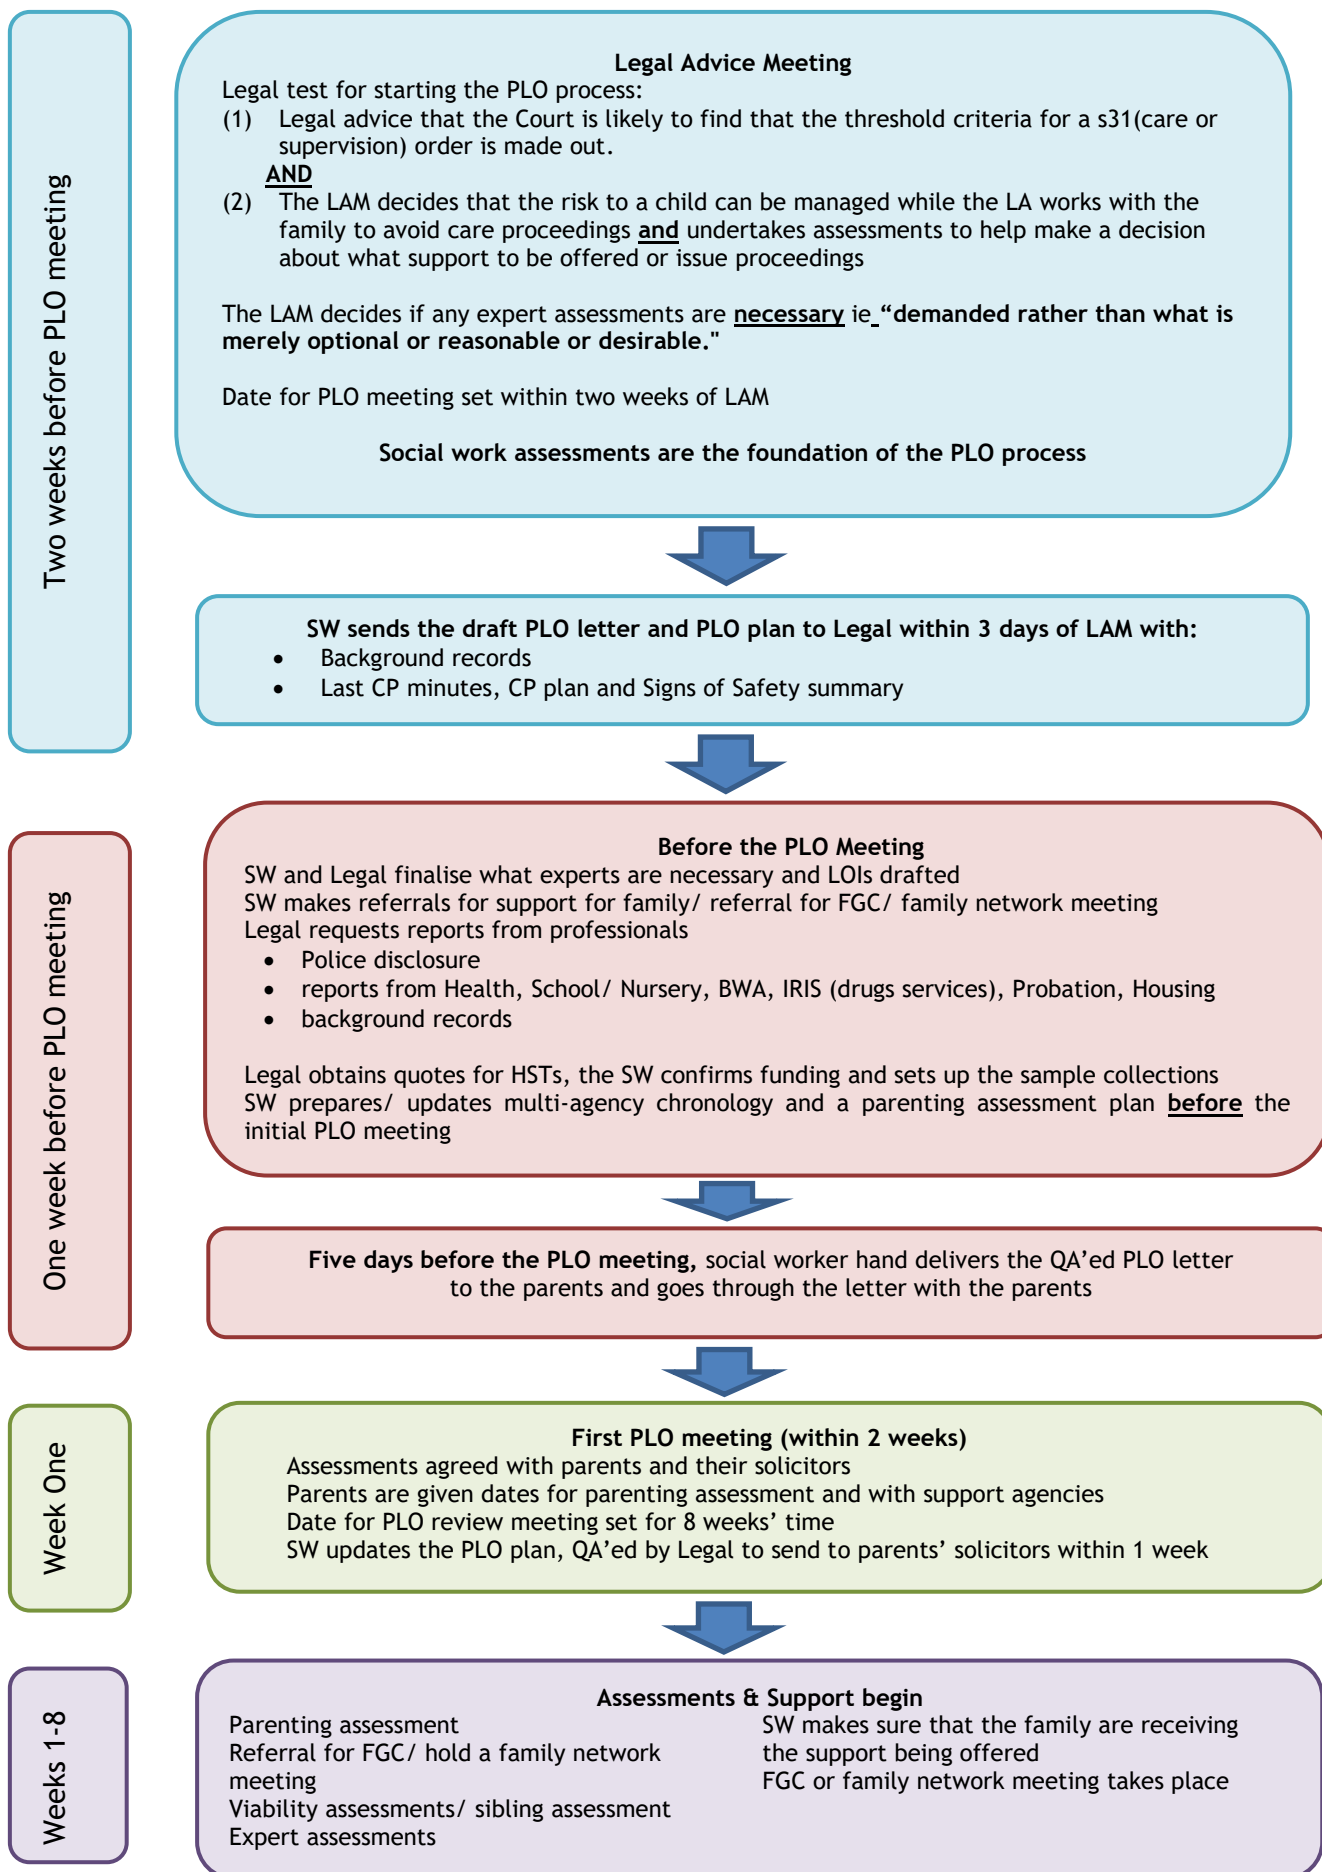 Two weeks before PLO meeting
Legal Advice Meeting
Legal test for starting the PLO process:
(1) Legal advice that the Court is likely to find that the threshold criteria for a s31(care or
supervision) order is made out.
AND
(2) The LAM decides that the risk to a child can be managed while the LA works with the
family to avoid care proceedings and undertakes assessments to help make a decision
about what support to be offered or issue proceedings
The LAM decides if any expert assessments are necessary ie “demanded rather than what is
merely optional or reasonable or desirable."
Date for PLO meeting set within two weeks of LAM
Social work assessments are the foundation of the PLO process
SW sends the draft PLO letter and PLO plan to Legal within 3 days of LAM with:
• Background records
• Last CP minutes, CP plan and Signs of Safety summary
One week before PLO meeting
Before the PLO Meeting
SW and Legal finalise what experts are necessary and LOIs drafted
SW makes referrals for support for family/ referral for FGC/ family network meeting
Legal requests reports from professionals
• Police disclosure
• reports from Health, School/ Nursery, BWA, IRIS (drugs services), Probation, Housing
• background records
Legal obtains quotes for HSTs, the SW confirms funding and sets up the sample collections
SW prepares/ updates multi-agency chronology and a parenting assessment plan before the
initial PLO meeting
Five days before the PLO meeting, social worker hand delivers the QA’ed PLO letter
to the parents and goes through the letter with the parents
Week One
First PLO meeting (within 2 weeks)
Assessments agreed with parents and their solicitors
Parents are given dates for parenting assessment and with support agencies
Date for PLO review meeting set for 8 weeks’ time
SW updates the PLO plan, QA’ed by Legal to send to parents’ solicitors within 1 week
Weeks 1-8
Assessments & Support begin
Parenting assessment
Referral for FGC/ hold a family network
meeting
Viability assessments/ sibling assessment
Expert assessments
SW makes sure that the family are receiving
the support being offered
FGC or family network meeting takes place